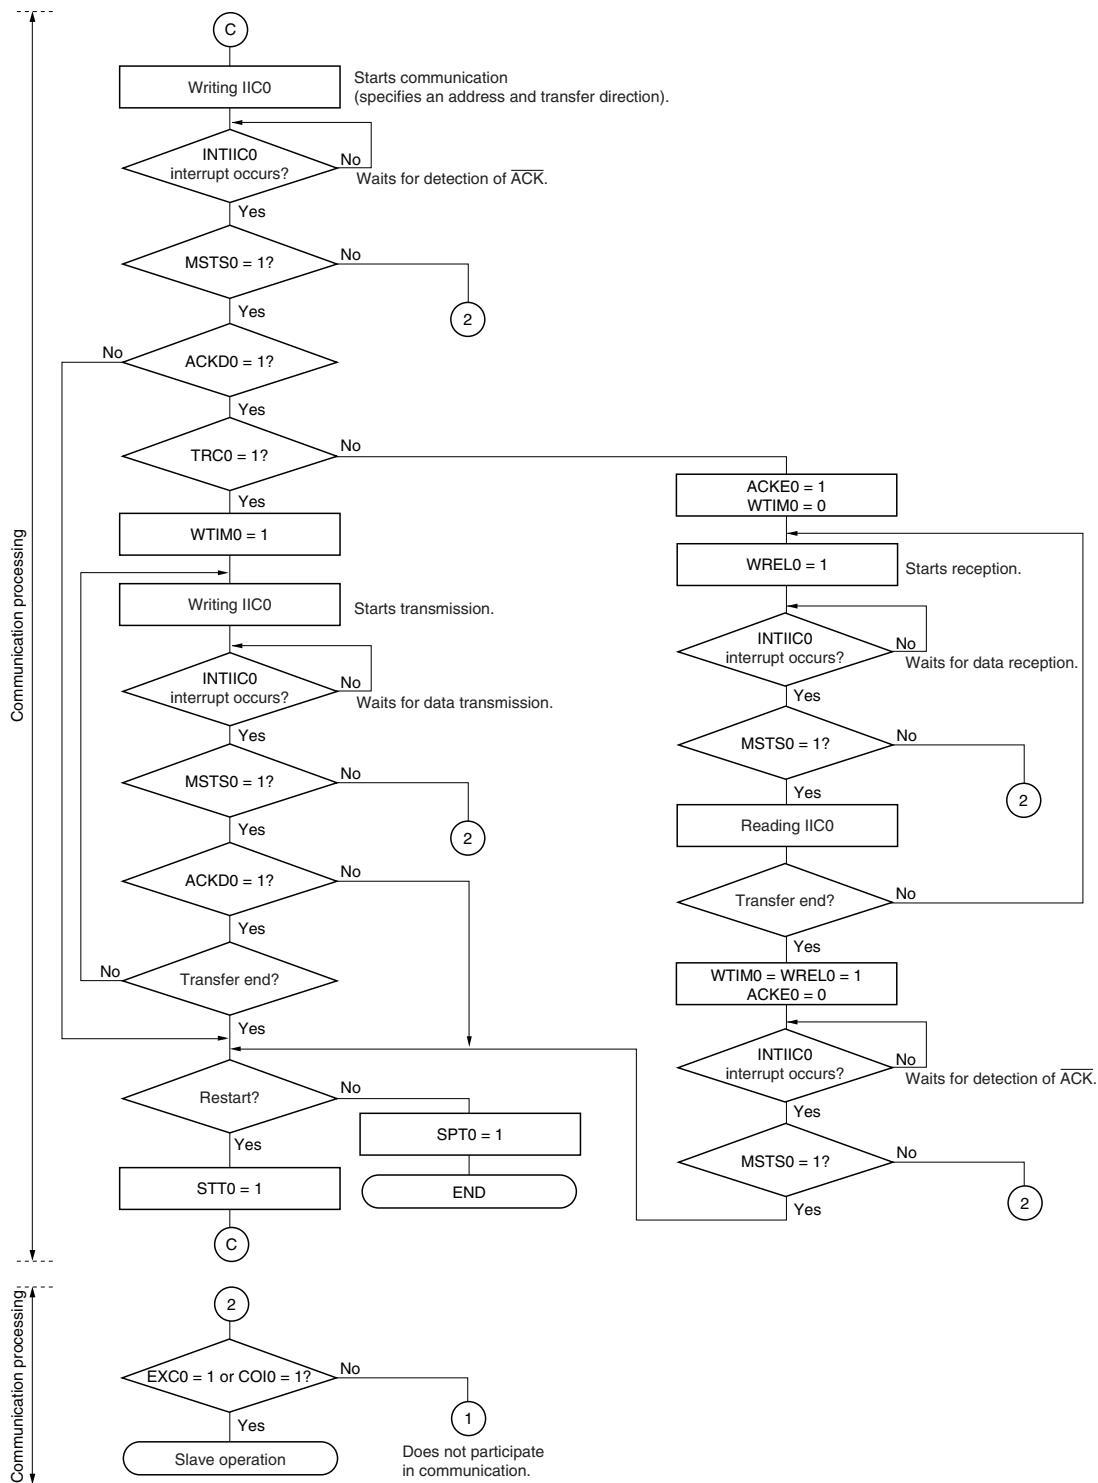 C
Writing IIC0
Starts communication
(specifies an address and transfer direction).
INTIIC0
interrupt occurs?
No
Waits for detection of ACK.
Yes
MSTS0 = 1?
No
2
Yes
ACKD0 = 1?
No
Yes
TRC0 = 1?
No
Yes
WTIM0 = 1
Writing IIC0
Starts transmission.
INTIIC0
interrupt occurs?
No
Waits for data transmission.
Yes
MSTS0 = 1?
No
2
Yes
ACKD0 = 1?
No
Yes
Transfer end?
No
Yes
Restart?
No
SPT0 = 1
END
Yes
STT0 = 1
C
ACKE0 = 1
WTIM0 = 0
WREL0 = 1
Starts reception.
INTIIC0
interrupt occurs?
No
Waits for data reception.
Yes
MSTS0 = 1?
No
2
Yes
Reading IIC0
Transfer end?
No
Yes
WTIM0 = WREL0 = 1
ACKE0 = 0
INTIIC0
interrupt occurs?
No
Waits for detection of ACK.
Yes
MSTS0 = 1?
No
2
Yes
Communication processing
2
EXC0 = 1 or COI0 = 1?
No
1
Does not participate
in communication.
Yes
Slave operation
Communication processing